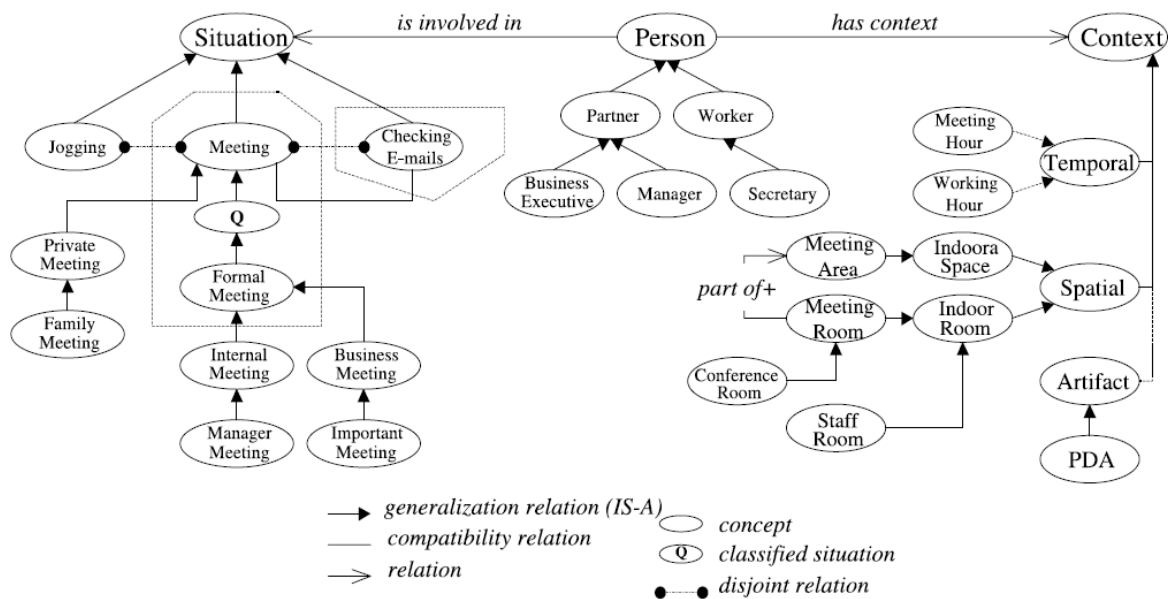 Situation
is involved in
Person
has context
Context
Jogging
Meeting
Checking
E-mails
Partner
Worker
Meeting
Hour
Temporal
Business
Executive
Manager
Secretary
Working
Hour
Q
Private
Meeting
Formal
Meeting
Meeting
Area
Indoora
Space
part of+
Spatial
Family
Meeting
Internal
Meeting
Business
Meeting
Meeting
Room
Indoor
Room
Conference
Room
Artifact
Manager
Meeting
Important
Meeting
Staff
Room
PDA
generalization relation (IS-A)
compatibility relation
relation
concept
Q
classified situation
disjoint relation